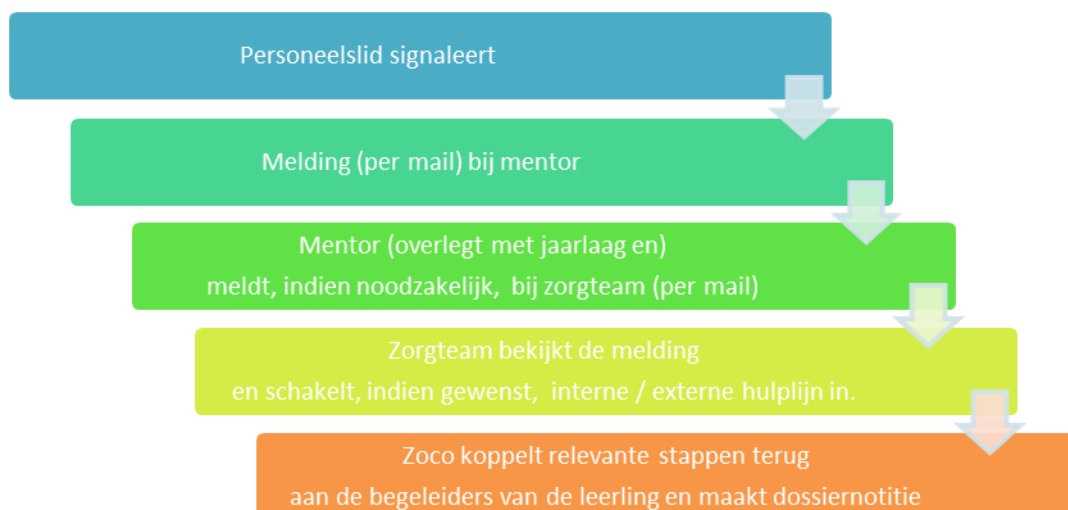 Personeelslid signaleert
Melding (per mail) bij mentor
Mentor (overlegt met jaarlaag en)
meldt, indien noodzakelijk, bij zorgteam (per mail)
Zorgteam bekijkt de melding
en schakelt, indien gewenst, interne / externe hulplijn in.
Zoco koppelt relevante stappen terug
aan de begeleiders van de leerling en maakt dossiernotitie